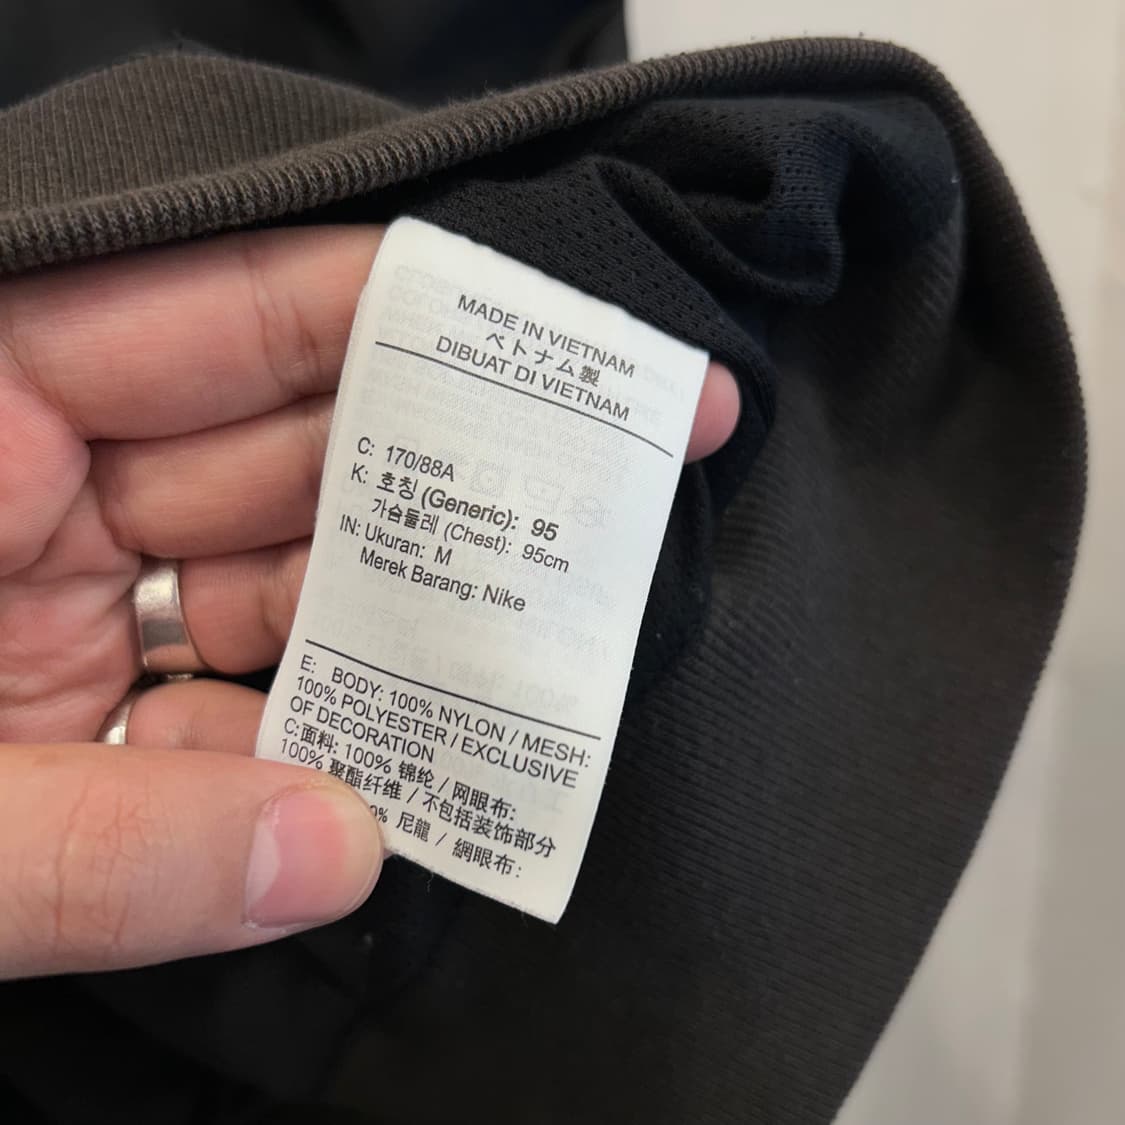 MADE IN VIETNAM
ベトナム製
DIBUAT DI VIETNAM
C: 170/88A
K: 호칭 (Generic): 95
가슴둘레 (Chest): 95cm
IN: Ukuran: M
Merek Barang: Nike
E: BODY: 100% NYLON / MESH:
100% POLYESTER / EXCLUSIVE
OF DECORATION
C:面料: 100% 锦纶 / 网眼布:
100% 聚酯纤维 / 不包括装饰部分
0% 尼龍 / 網眼布: